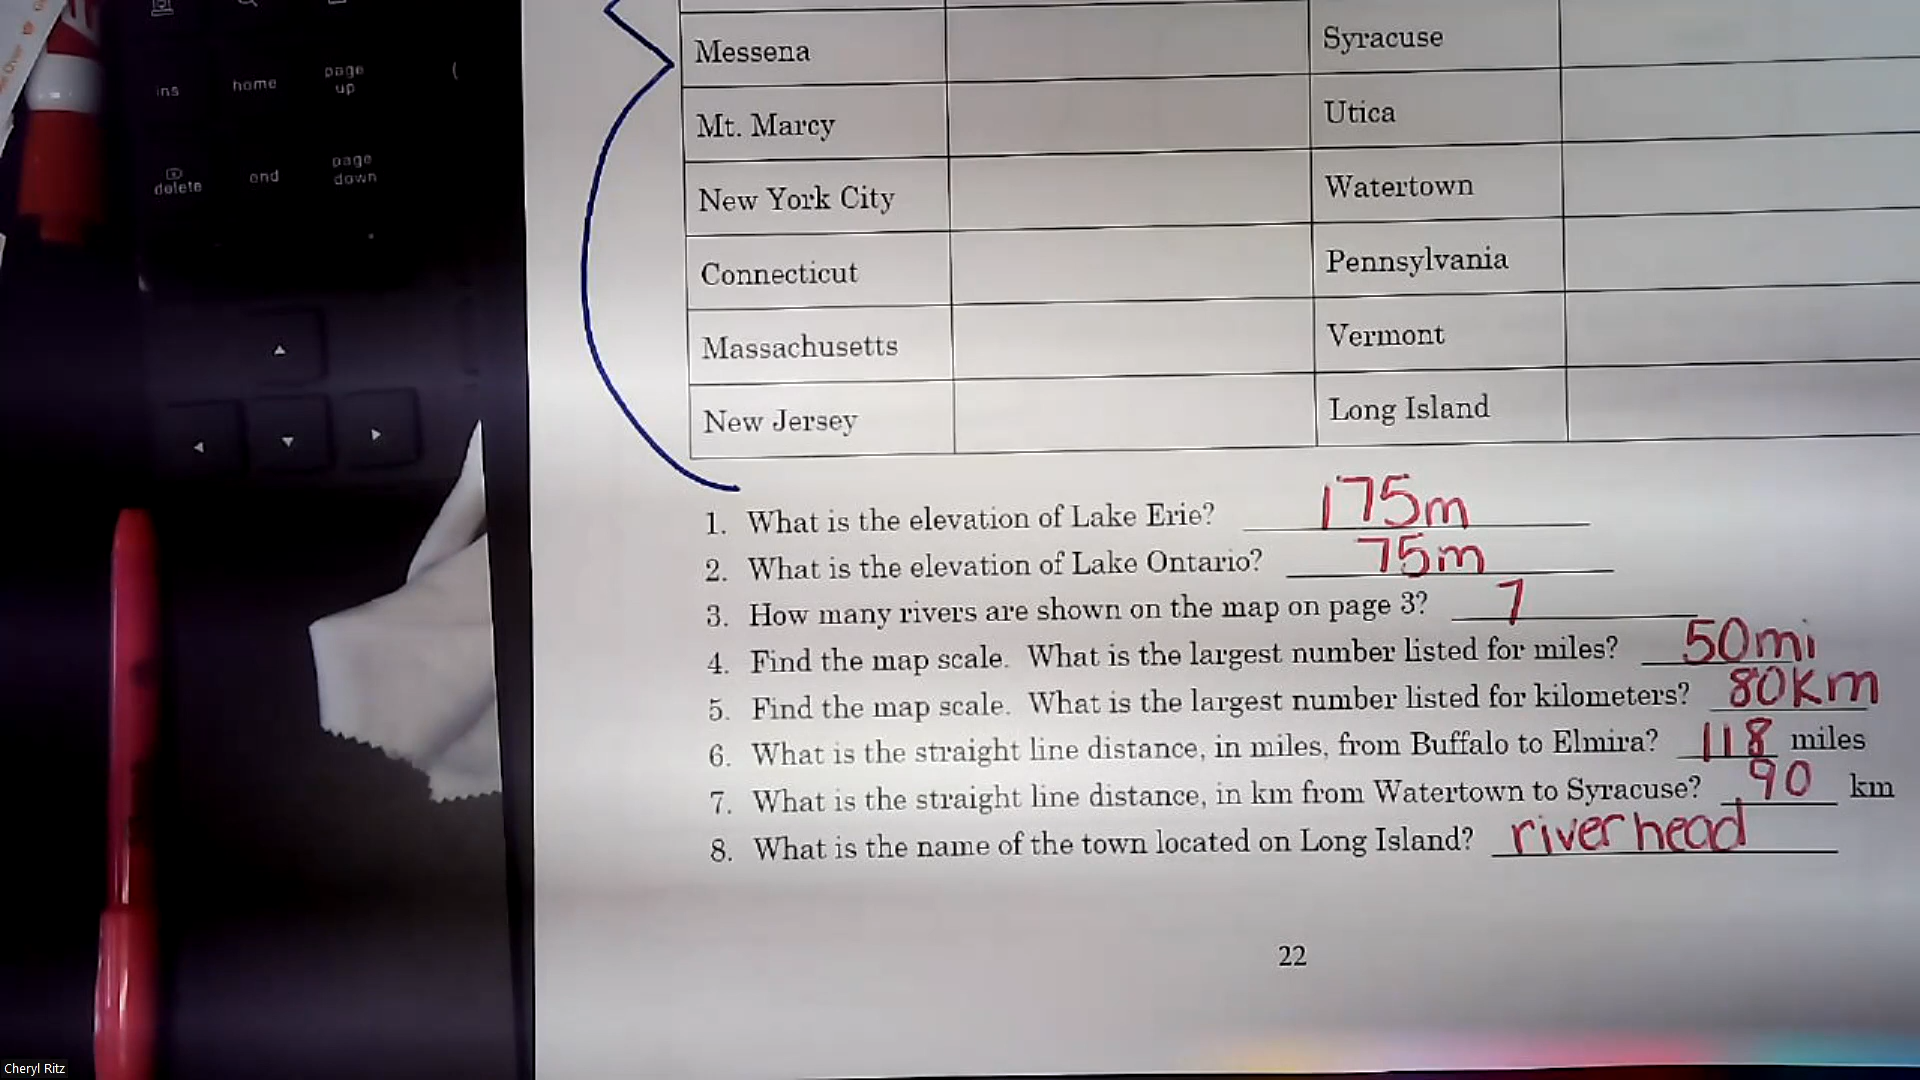 ins home page up
delete end page down
Messena Syracuse
Mt. Marcy Utica
New York City Watertown
Connecticut Pennsylvania
Massachusetts Vermont
New Jersey Long Island
1. What is the elevation of Lake Erie? 175m
2. What is the elevation of Lake Ontario? 75m
3. How many rivers are shown on the map on page 3? 7
4. Find the map scale. What is the largest number listed for miles? 50mi
5. Find the map scale. What is the largest number listed for kilometers? 80km
6. What is the straight line distance, in miles, from Buffalo to Elmira? 118 miles
7. What is the straight line distance, in km from Watertown to Syracuse? 90 km
8. What is the name of the town located on Long Island? riverhead
22
Cheryl Ritz